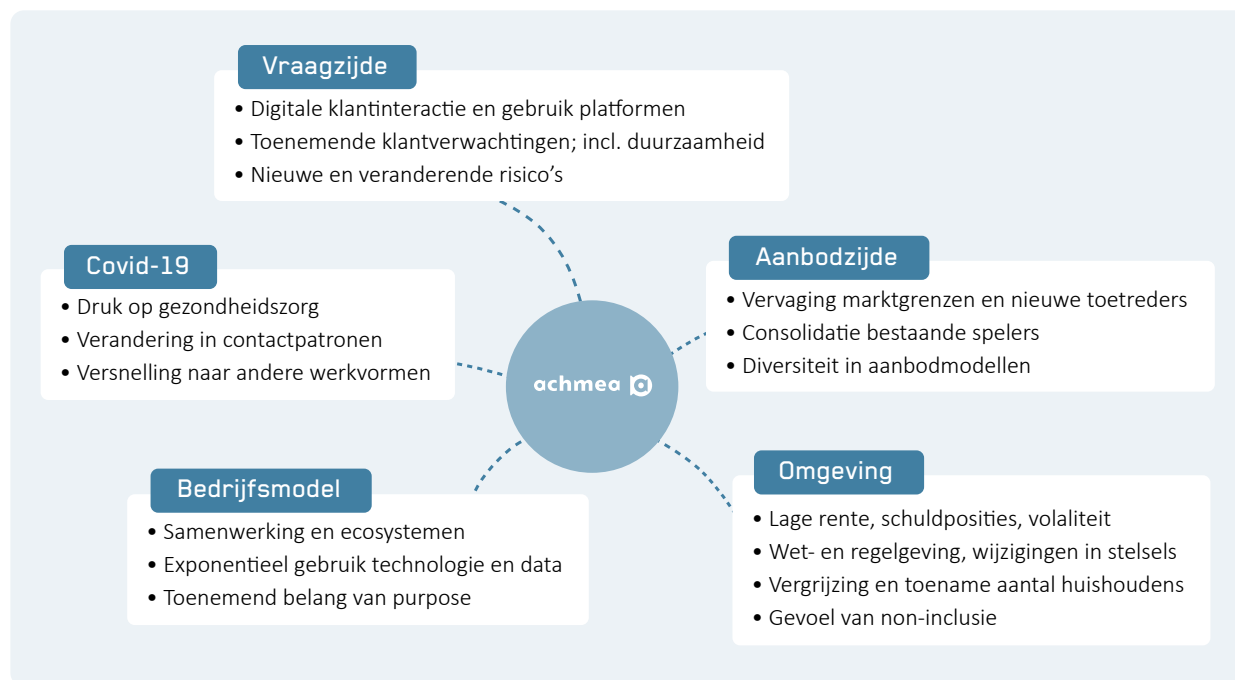 Vraagzijde
• Digitale klantinteractie en gebruik platformen
• Toenemende klantverwachtingen; incl. duurzaamheid
• Nieuwe en veranderende risico's
Covid-19
• Druk op gezondheidszorg
• Verandering in contactpatronen
• Versnelling naar andere werkvormen
Aanbodzijde
• Vervaging marktgrenzen en nieuwe toetreders
• Consolidatie bestaande spelers
• Diversiteit in aanbodmodellen
achmea
Bedrijfsmodel
• Samenwerking en ecosystemen
• Exponentieel gebruik technologie en data
• Toenemend belang van purpose
Omgeving
• Lage rente, schuldposities, volaliteit
• Wet- en regelgeving, wijzigingen in stelsels
• Vergrijzing en toename aantal huishoudens
• Gevoel van non-inclusie